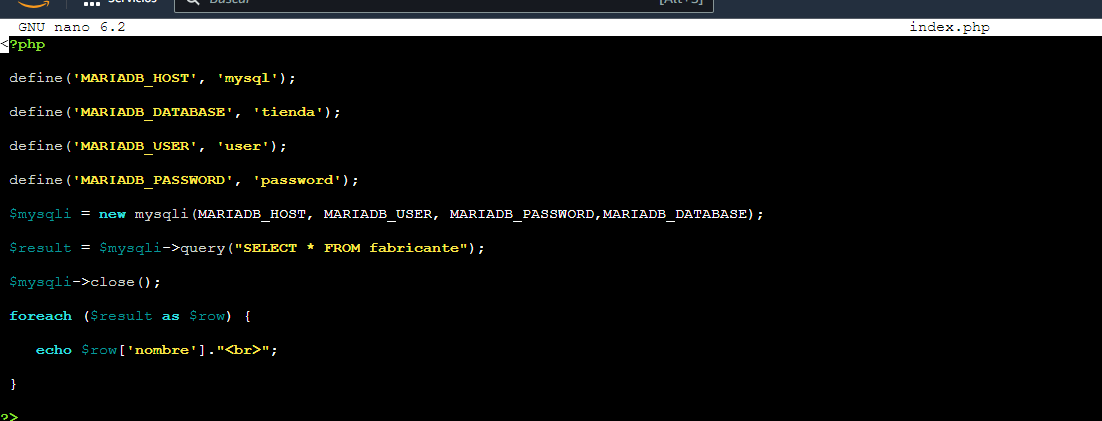 Servicios Buscar [Alt+S]
GNU nano 6.2 index.php
<?php
define('MARIADB_HOST', 'mysql');
define('MARIADB_DATABASE', 'tienda');
define('MARIADB_USER', 'user');
define('MARIADB_PASSWORD', 'password');
$mysqli = new mysqli(MARIADB_HOST, MARIADB_USER, MARIADB_PASSWORD,MARIADB_DATABASE);
$result = $mysqli->query("SELECT * FROM fabricante");
$mysqli->close();
foreach ($result as $row) {
echo $row['nombre']."<br>";
}
?>